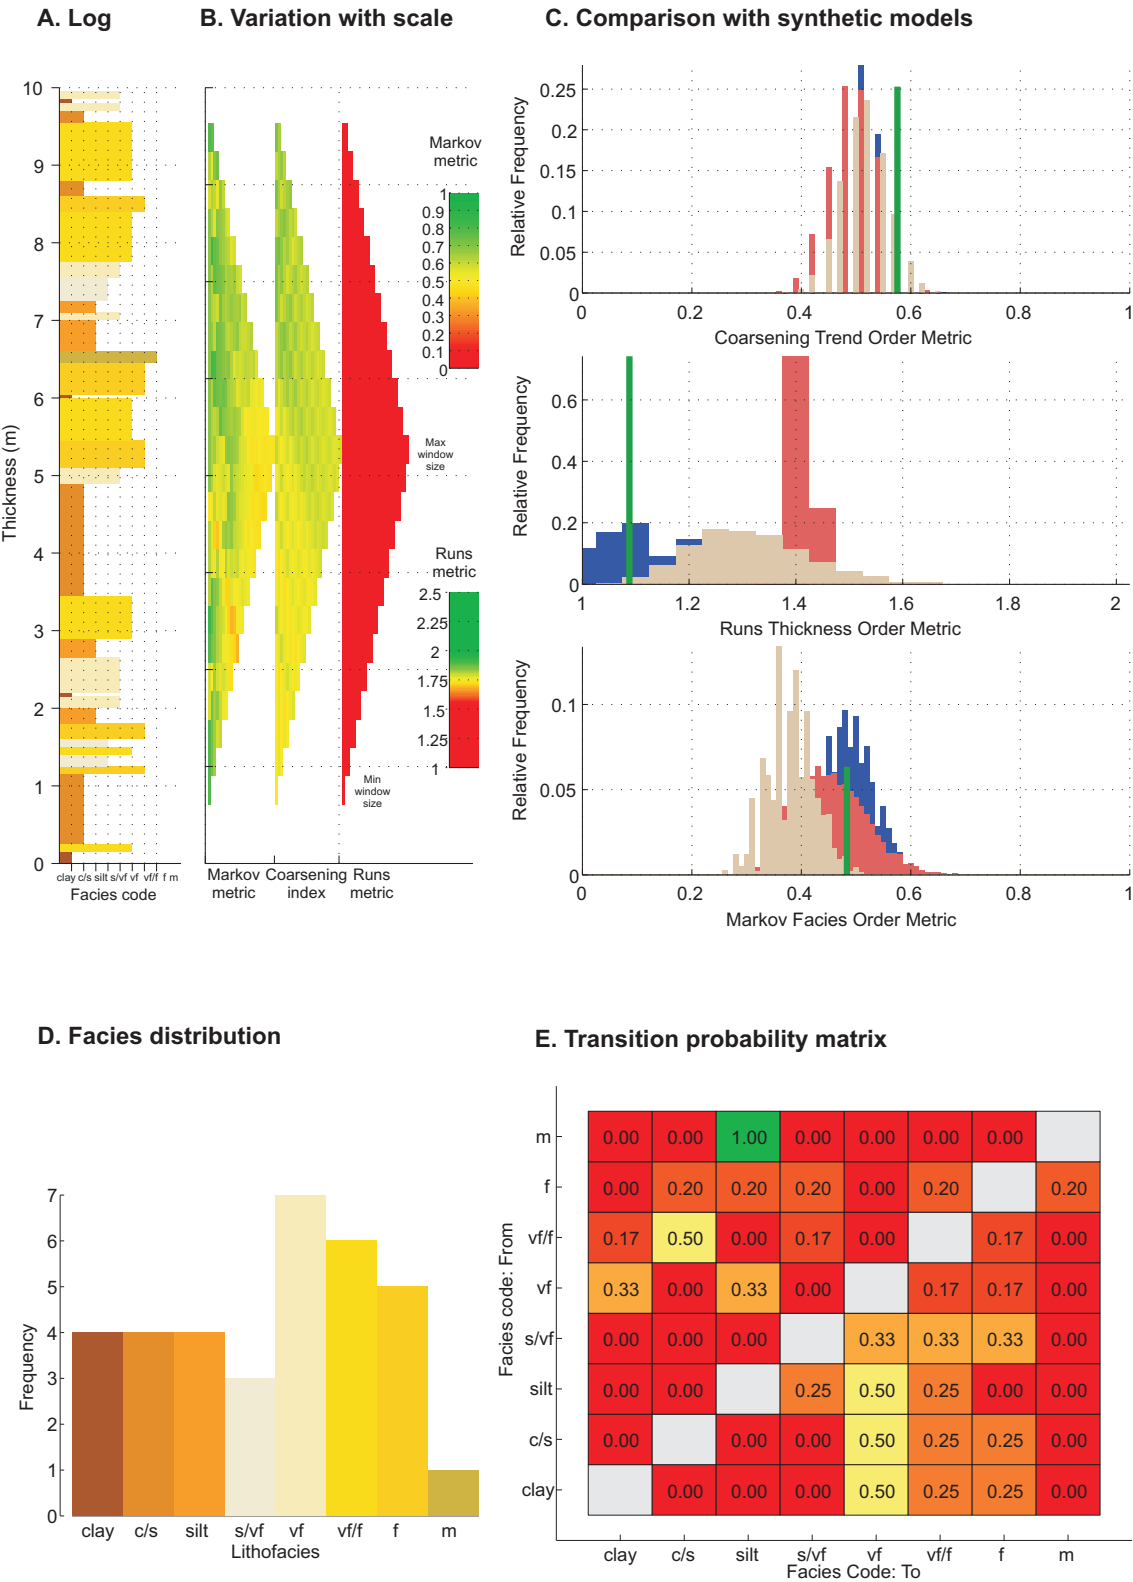 A. Log
B. Variation with scale
C. Comparison with synthetic models
10
9
8
7
6
5
4
3
2
1
0
Thickness (m)
clay c/s silt s/vf vf vf/f f m
Facies code
Markov
metric
1
0.9
0.8
0.7
0.6
0.5
0.4
0.3
0.2
0.1
0
Max
window
size
Runs
metric
2.5
2.25
2
1.75
1.5
1.25
1
Min
window
size
Markov
metric
Coarsening
index
Runs
metric
Relative Frequency
0.25
0.2
0.15
0.1
0.05
0
0 0.2 0.4 0.6 0.8 1
Coarsening Trend Order Metric
Relative Frequency
0.6
0.4
0.2
0
1 1.2 1.4 1.6 1.8 2
Runs Thickness Order Metric
Relative Frequency
0.1
0.05
0
0 0.2 0.4 0.6 0.8 1
Markov Facies Order Metric
D. Facies distribution
7
6
5
4
3
2
1
0
Frequency
clay c/s silt s/vf vf vf/f f m
Lithofacies
E. Transition probability matrix
Facies code: From
m 0.00 0.00 1.00 0.00 0.00 0.00 0.00
f 0.00 0.20 0.20 0.20 0.00 0.20 0.20
vf/f 0.17 0.50 0.00 0.17 0.00 0.17 0.00
vf 0.33 0.00 0.33 0.00 0.17 0.17 0.00
s/vf 0.00 0.00 0.00 0.33 0.33 0.33 0.00
silt 0.00 0.00 0.25 0.50 0.25 0.00 0.00
c/s 0.00 0.00 0.00 0.50 0.25 0.25 0.00
clay 0.00 0.00 0.00 0.50 0.25 0.25 0.00
clay c/s silt s/vf vf vf/f f m
Facies Code: To